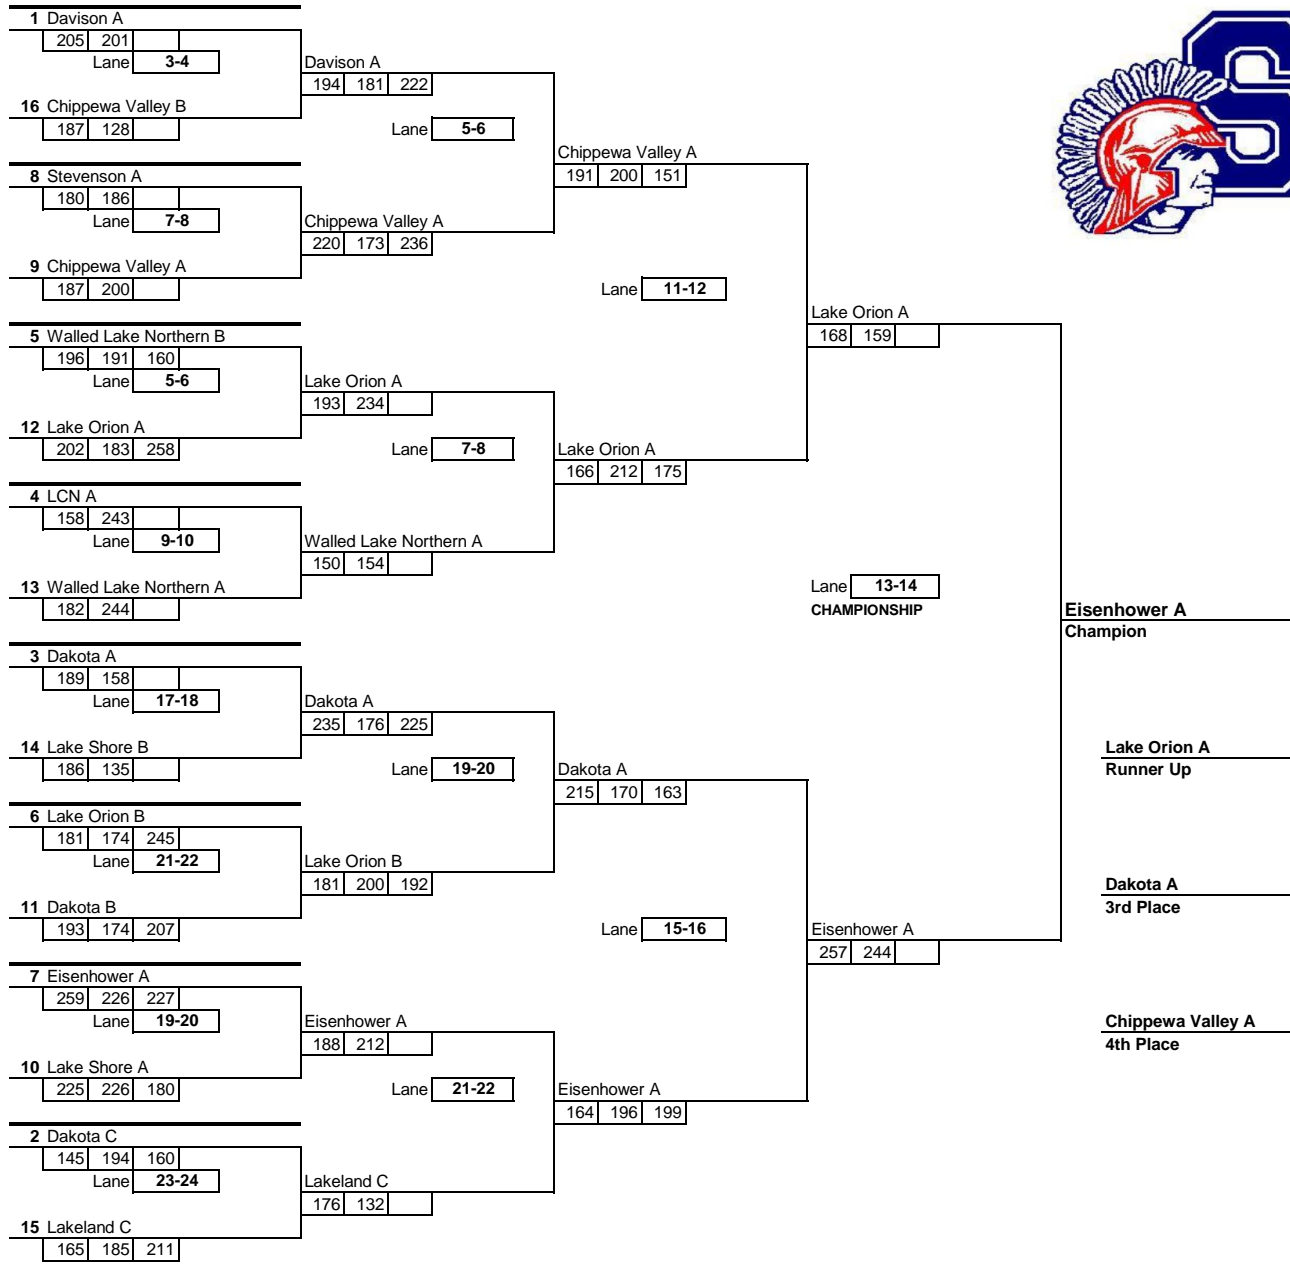 1 Davison A
205 201
Lane 3-4
16 Chippewa Valley B
187 128
8 Stevenson A
180 186
Lane 7-8
9 Chippewa Valley A
187 200
5 Walled Lake Northern B
196 191 160
Lane 5-6
12 Lake Orion A
202 183 258
4 LCN A
158 243
Lane 9-10
13 Walled Lake Northern A
182 244
3 Dakota A
189 158
Lane 17-18
14 Lake Shore B
186 135
6 Lake Orion B
181 174 245
Lane 21-22
11 Dakota B
193 174 207
7 Eisenhower A
259 226 227
Lane 19-20
10 Lake Shore A
225 226 180
2 Dakota C
145 194 160
Lane 23-24
15 Lakeland C
165 185 211
Davison A
194 181 222
Lane 5-6
Chippewa Valley A
220 173 236
Lake Orion A
193 234
Lane 7-8
Walled Lake Northern A
150 154
Dakota A
235 176 225
Lane 19-20
Lake Orion B
181 200 192
Eisenhower A
188 212
Lane 21-22
Lakeland C
176 132
Chippewa Valley A
191 200 151
Lane 11-12
Lake Orion A
166 212 175
Dakota A
215 170 163
Lane 15-16
Eisenhower A
164 196 199
Lake Orion A
168 159
Lane 13-14
CHAMPIONSHIP
Eisenhower A
257 244
S
Eisenhower A
Champion
Lake Orion A
Runner Up
Dakota A
3rd Place
Chippewa Valley A
4th Place